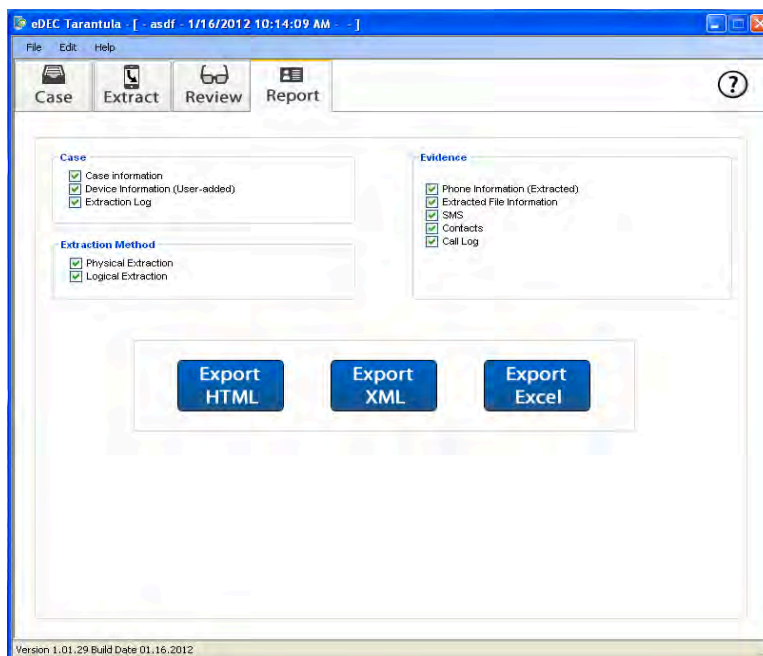 eDEC Tarantula - [ - asdf - 1/16/2012 10:14:09 AM - - ]
File Edit Help
Case Extract Review Report ?
Case
Case information
Device Information (User-added)
Extraction Log
Extraction Method
Physical Extraction
Logical Extraction
Evidence
Phone Information (Extracted)
Extracted File Information
SMS
Contacts
Call Log
Export HTML
Export XML
Export Excel
Version 1.01.29 Build Date 01.16.2012